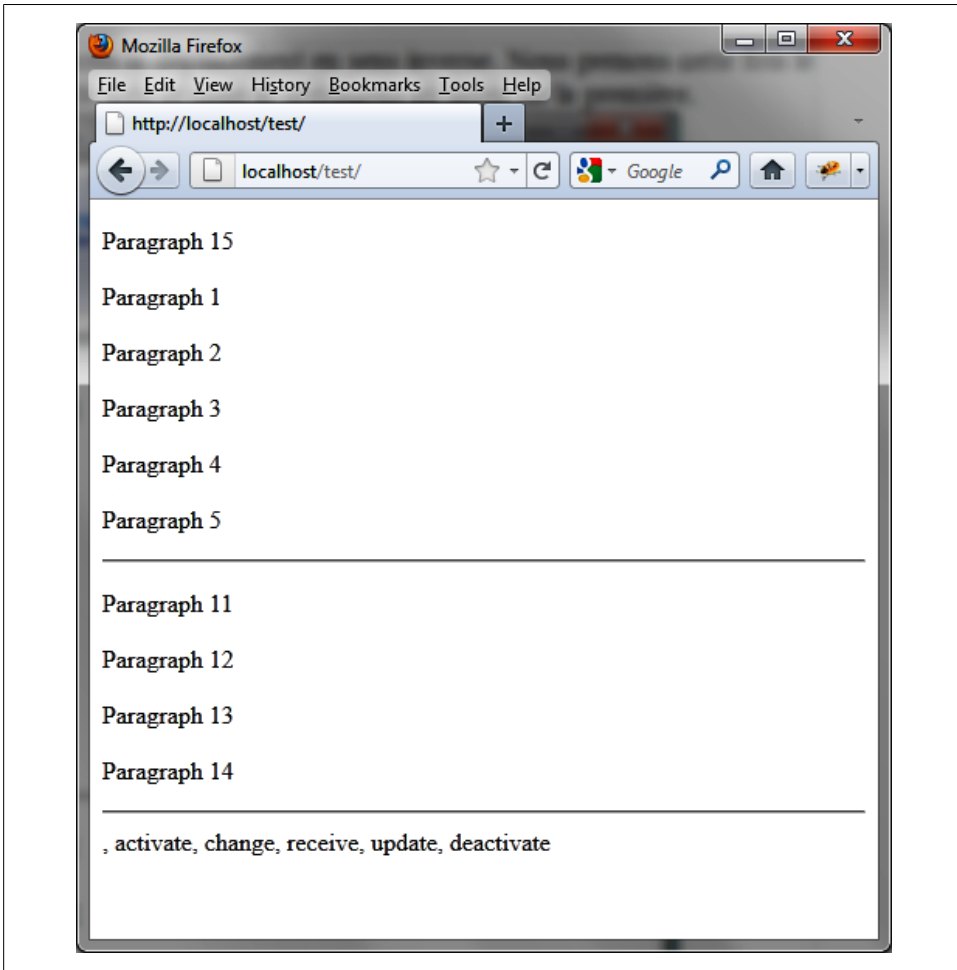 Mozilla Firefox
File Edit View History Bookmarks Tools Help
http://localhost/test/
localhost/test/ Google
Paragraph 15
Paragraph 1
Paragraph 2
Paragraph 3
Paragraph 4
Paragraph 5
Paragraph 11
Paragraph 12
Paragraph 13
Paragraph 14
, activate, change, receive, update, deactivate